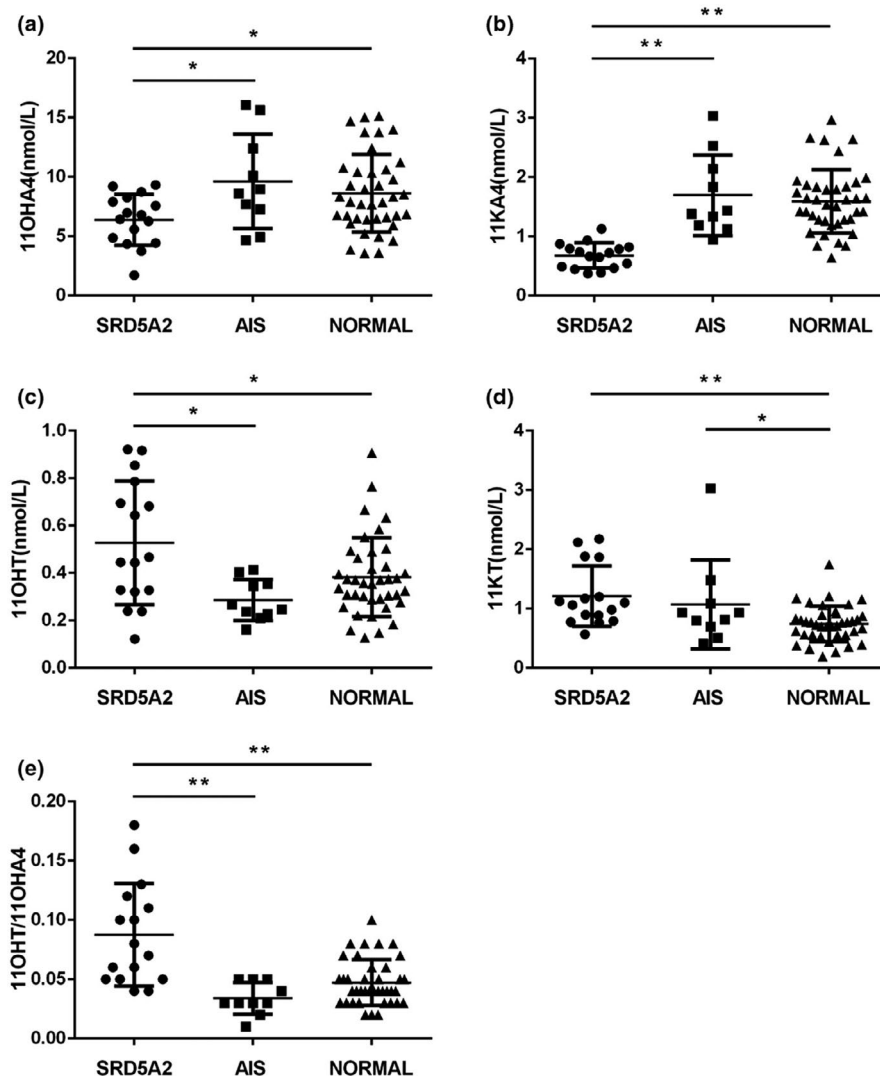 (a)
*
*
11OHA4(nmol/L)
20
15
10
5
0
SRD5A2 AIS NORMAL
(b)
**
**
11KA4(nmol/L)
4
3
2
1
0
SRD5A2 AIS NORMAL
(c)
*
*
11OHT(nmol/L)
1.0
0.8
0.6
0.4
0.2
0.0
SRD5A2 AIS NORMAL
(d)
**
*
11KT(nmol/L)
4
3
2
1
0
SRD5A2 AIS NORMAL
(e)
**
**
11OHT/11OHA4
0.20
0.15
0.10
0.05
0.00
SRD5A2 AIS NORMAL